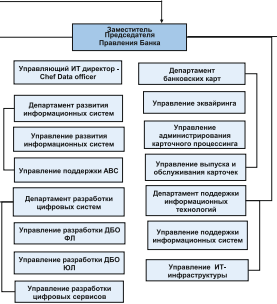 Заместитель
Председателя
Правления Банка
Управляющий ИТ директор -
Chef Data officer
Департамент развития
информационных систем
Управление развития
информационных систем
Управление поддержки АВС
Департамент разработки
цифровых систем
Управление разработки ДБО
ФЛ
Управление разработки ДБО
ЮЛ
Управление разработки
цифровых сервисов
Департамент
банковских карт
Управление эквайринга
Управление
администрирования
карточного процессинга
Управление выпуска и
обслуживания карточек
Департамент поддержки
информационных
технологий
Управление поддержки
информационных систем
Управление ИТ-
инфраструктуры